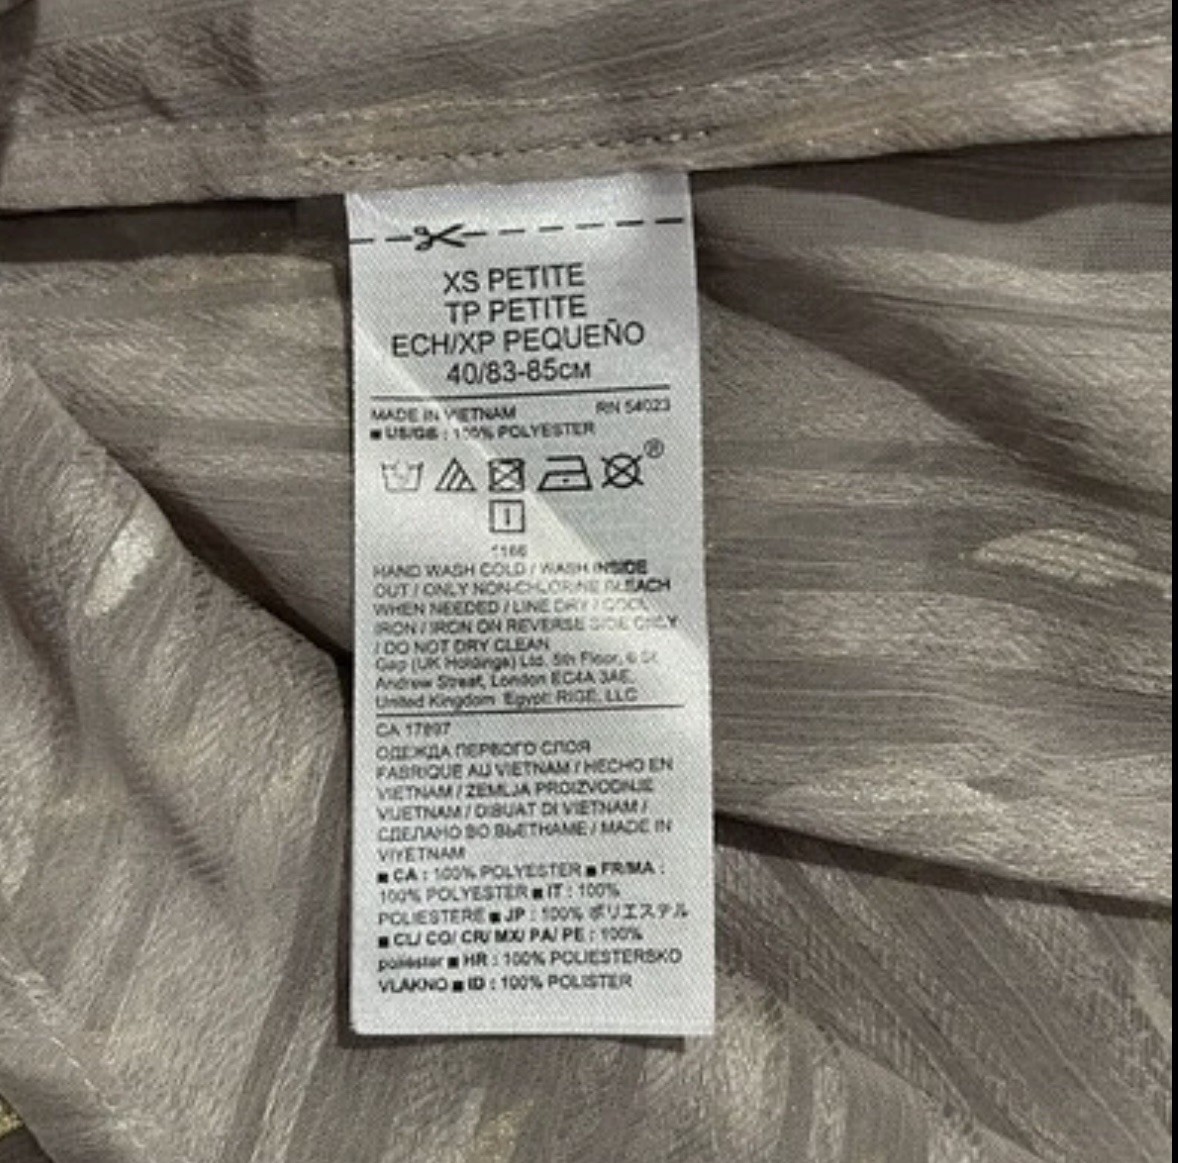 XS PETITE
TP PETITE
ECH/XP PEQUEÑO
40/83-85CM
MADE IN VIETNAM RN 54023
■ US/GB : 100% POLYESTER
®
1166
HAND WASH COLD / WASH INSIDE
OUT / ONLY NON-CHLORINE BLEACH
WHEN NEEDED / LINE DRY / COOL
IRON / IRON ON REVERSE SIDE ONLY
/ DO NOT DRY CLEAN
Gap (UK Holdings) Ltd. 5th Floor, 6 St
Andrew Street, London EC4A 3AE,
United Kingdom Egypt: RIGE, LLC
CA 17897
ОДЕЖДА ПЕРВОГО СЛОЯ
FABRIQUE AU VIETNAM / HECHO EN
VIETNAM / ZEMLJA PROIZVODNJE
VIJETNAM / DIBUAT DI VIETNAM /
СДЕЛАНО ВО ВЬЕТНАМЕ / MADE IN
VIYETNAM
■ CA : 100% POLYESTER ■ FR/MA :
100% POLYESTER ■ IT : 100%
POLIESTERE ■ JP : 100% ポリエステル
■ CL/ CO/ CR/ MX/ PA/ PE : 100%
poliéster ■ HR : 100% POLIESTERSKO
VLAKNO ■ ID : 100% POLISTER